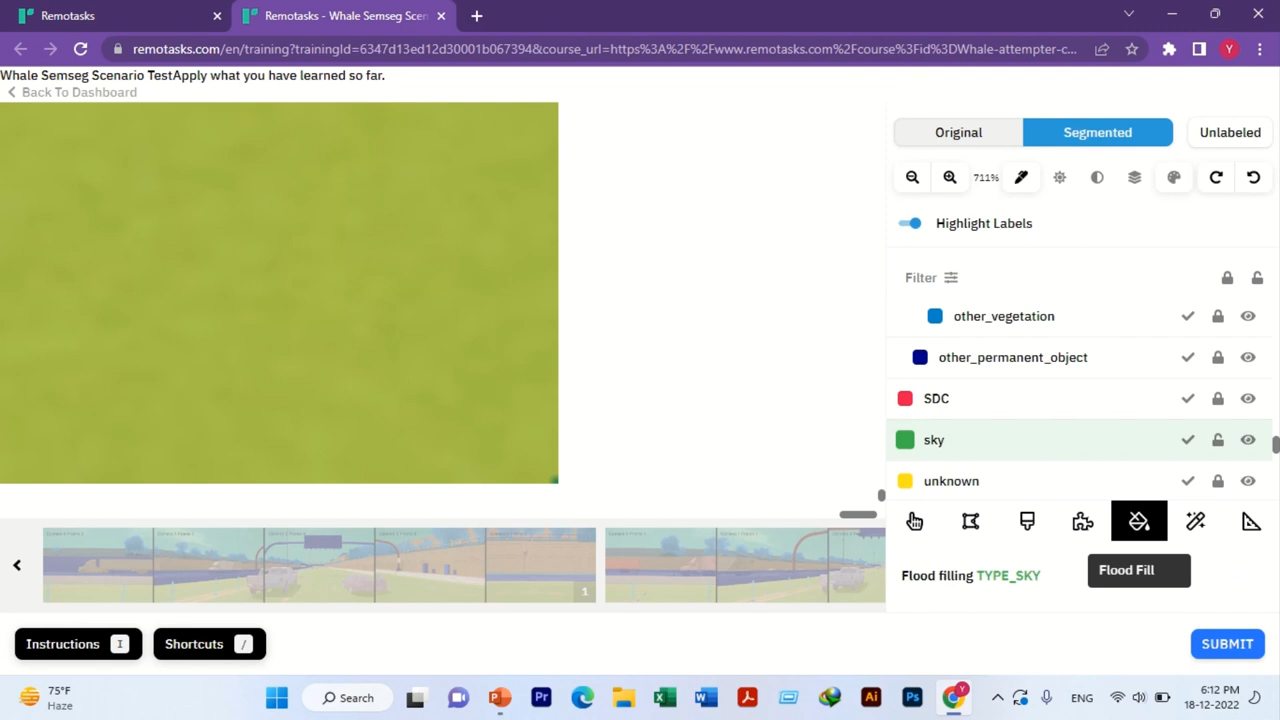 Remotasks
Remotasks - Whale Semseg Scen
remotasks.com/en/training?trainingId=6347d13ed12d30001b067394&course_url=https%3A%2F%2Fwww.remotasks.com%2Fcourse%3Fid%3DWhale-attempter-c...
Y
Whale Semseg Scenario TestApply what you have learned so far.
Back To Dashboard
Original
Segmented
Unlabeled
711%
Highlight Labels
Filter
other_vegetation
other_permanent_object
SDC
sky
unknown
Flood filling TYPE_SKY
Flood Fill
1
Instructions I
Shortcuts /
SUBMIT
75°F
Haze
Search
ENG
6:12 PM
18-12-2022